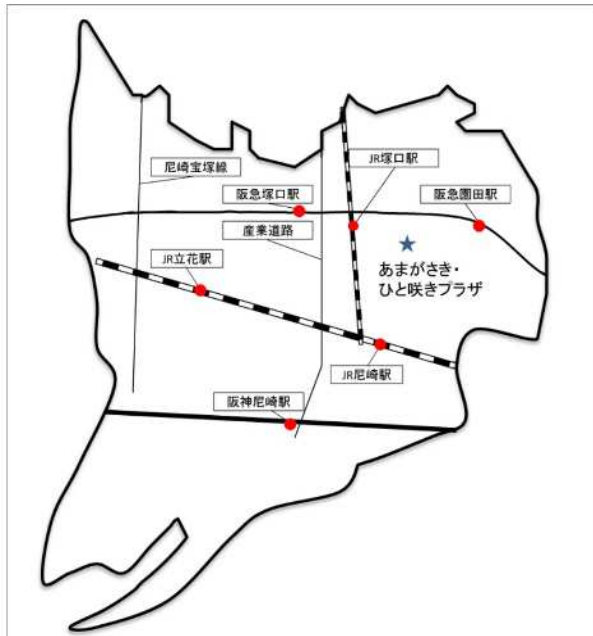 尼崎宝塚線
JR塚口駅
阪急塚口駅
阪急園田駅
産業道路
JR立花駅
あまがさき・
ひと咲きプラザ
JR尼崎駅
阪神尼崎駅